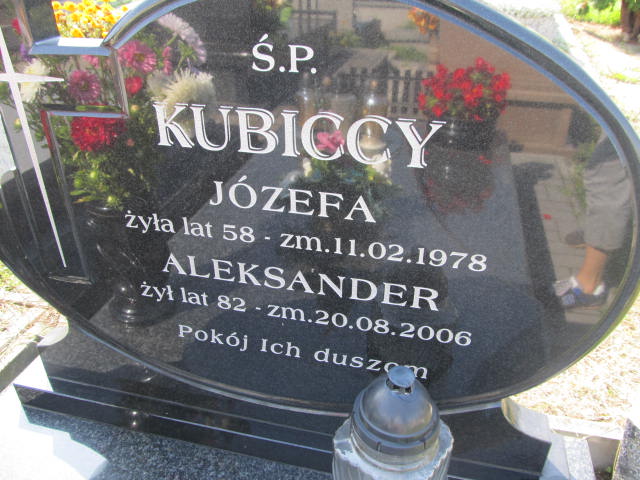 Ś.P.
KUBICCY
JÓZEFA
żyła lat 58 - zm.11.02.1978
ALEKSANDER
żył lat 82 - zm.20.08.2006
Pokój Ich duszom